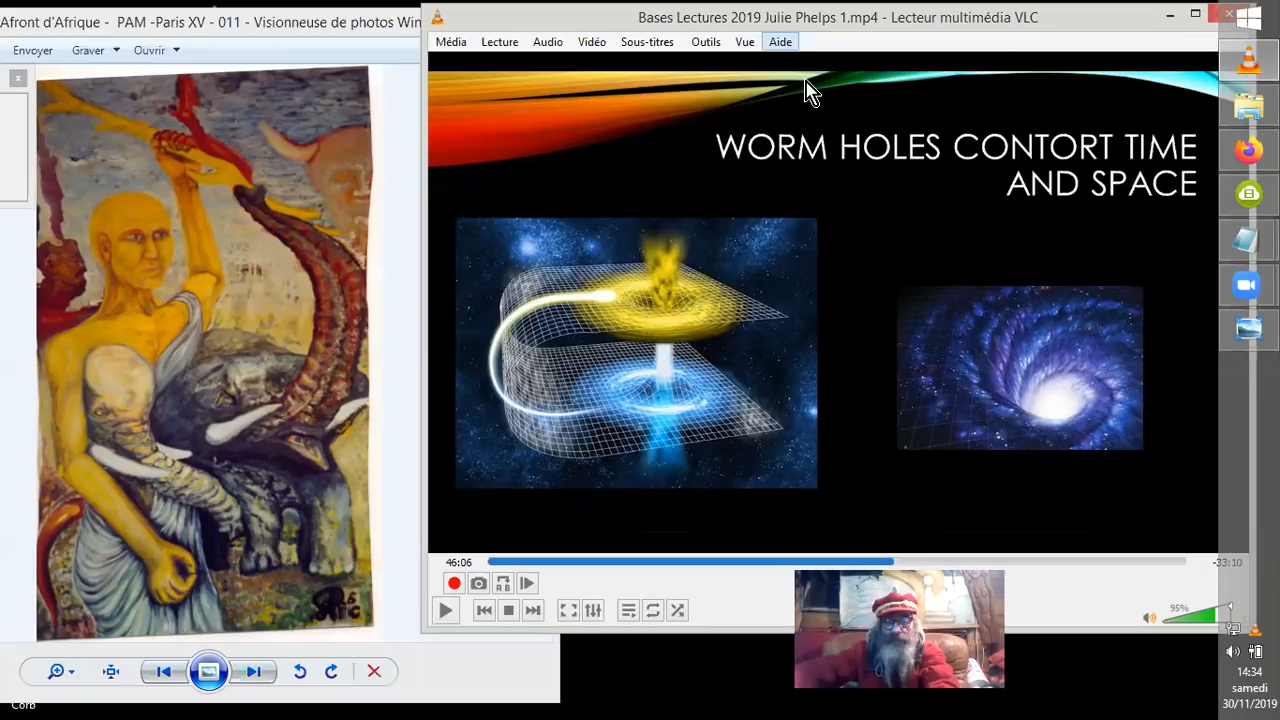 Afront d'Afrique - PAM -Paris XV - 011 - Visionneuse de photos Win
Envoyer Graver Ouvrir
Bases Lectures 2019 Julie Phelps 1.mp4 - Lecteur multimédia VLC
Média Lecture Audio Vidéo Sous-titres Outils Vue Aide
WORM HOLES CONTORT TIME
AND SPACE
46:06
-33:10
95%
14:34
samedi
30/11/2019
Corb